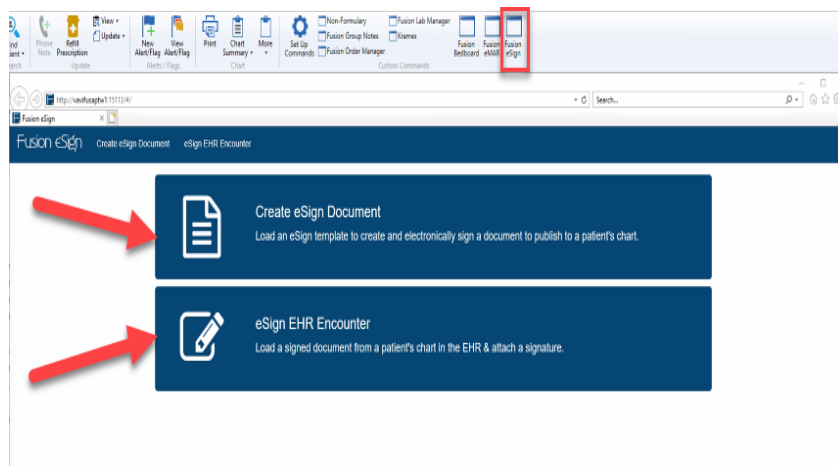 Non-Formulary
Fusion Lab Manager
View
Fusion Group Notes
Krames
Update
Fusion Order Manager
Phone Note
Refill Prescription
New Alert/Flag
View Alert/Flag
Print
Chart Summary
More
Set Up Commands
Fusion Bedboard
Fusion eMAR
Fusion eSign
Update
Alerts / Flags
Chart
Custom Commands
Search...
Fusion eSign
Fusion eSign
Create eSign Document
eSign EHR Encounter
Create eSign Document
Load an eSign template to create and electronically sign a document to publish to a patient's chart.
eSign EHR Encounter
Load a signed document from a patient's chart in the EHR & attach a signature.